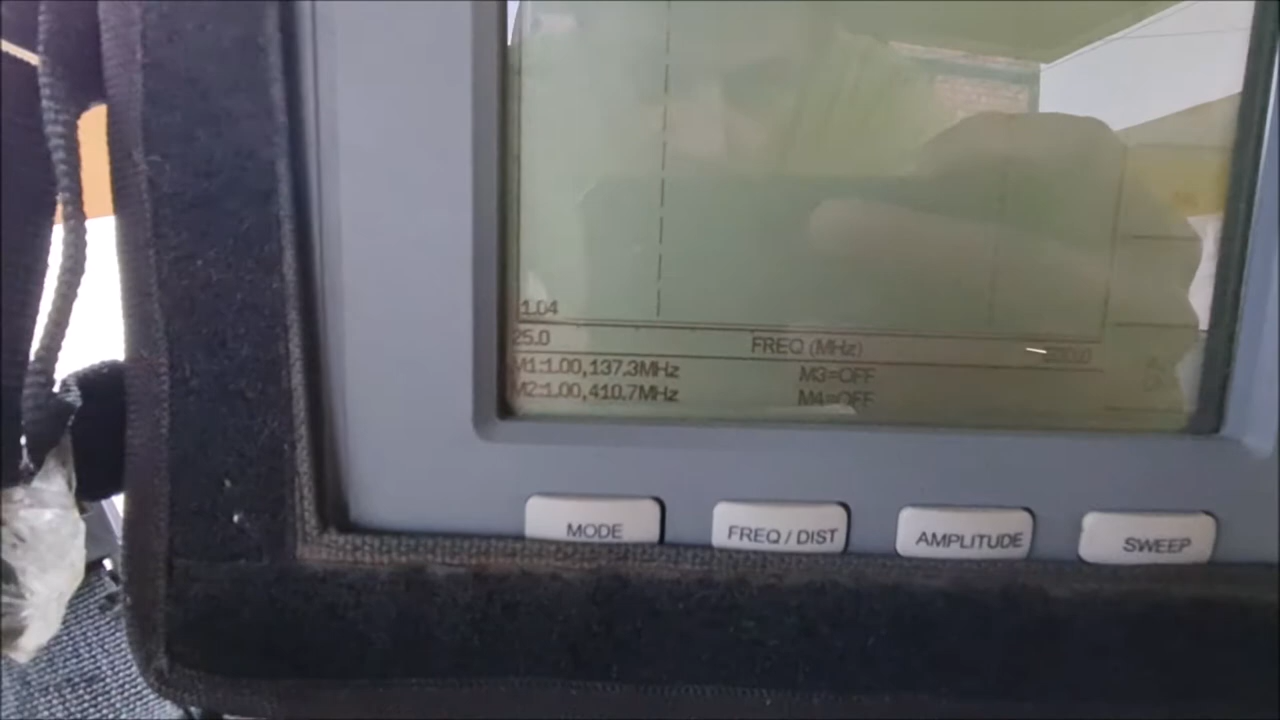 1.04
25.0 FREQ (MHz)
M1:1.00,137.3MHz M3=OFF
M2:1.00,410.7MHz M4=OFF
MODE FREQ / DIST AMPLITUDE SWEEP